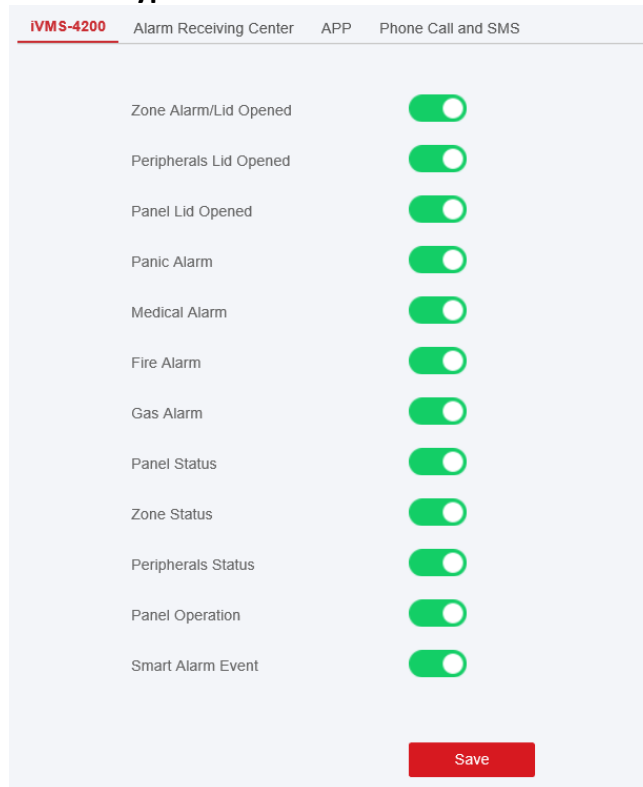 iVMS-4200 Alarm Receiving Center APP Phone Call and SMS
Zone Alarm/Lid Opened
Peripherals Lid Opened
Panel Lid Opened
Panic Alarm
Medical Alarm
Fire Alarm
Gas Alarm
Panel Status
Zone Status
Peripherals Status
Panel Operation
Smart Alarm Event
Save